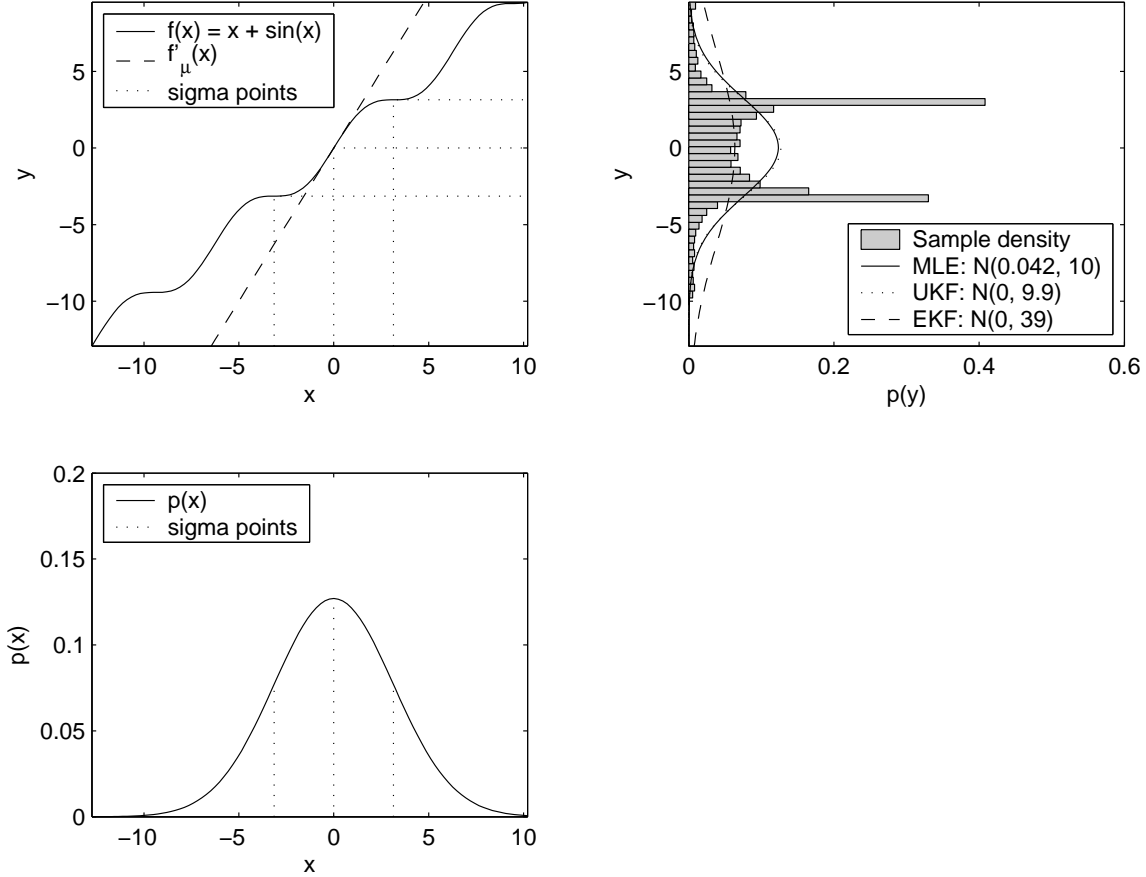 f(x) = x + sin(x)
f'μ(x)
sigma points
5
0
−5
−10
y
−10 −5 0 5 10
x
5
0
−5
−10
y
Sample density
MLE: N(0.042, 10)
UKF: N(0, 9.9)
EKF: N(0, 39)
0 0.2 0.4 0.6
p(y)
0.2
0.15
0.1
0.05
0
p(x)
p(x)
sigma points
−10 −5 0 5 10
x